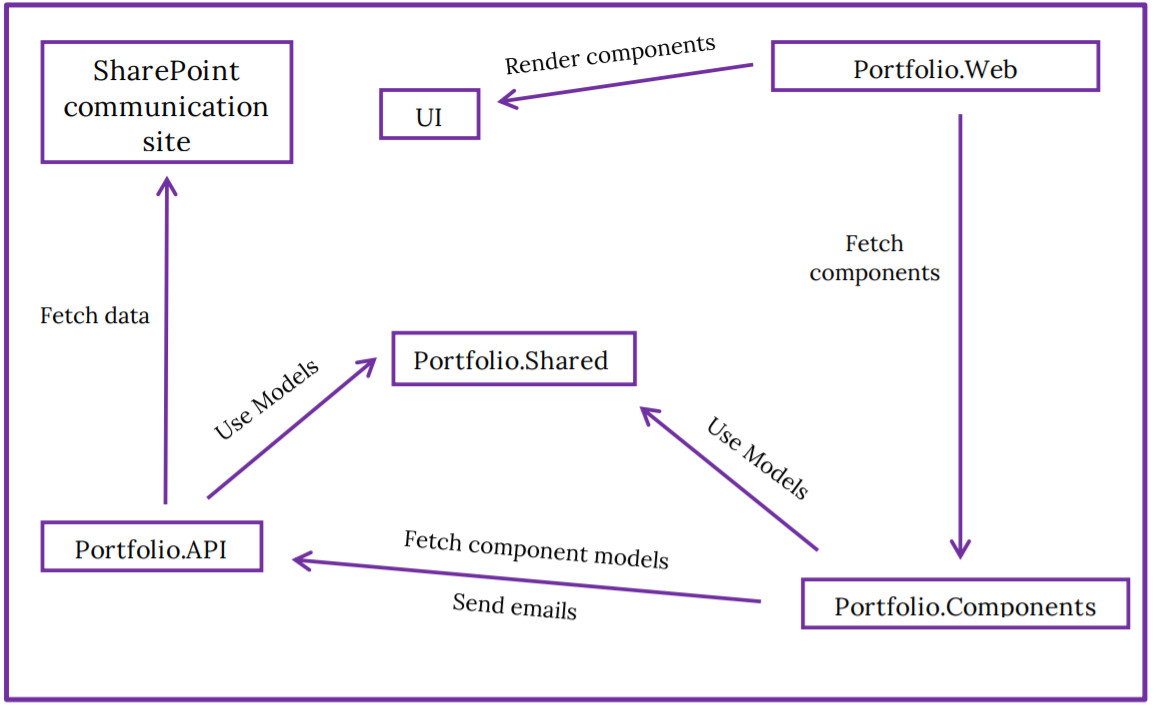 SharePoint
communication
site
UI
Render components
Portfolio.Web
Fetch
components
Fetch data
Use Models
Portfolio.Shared
Use Models
Portfolio.API
Fetch component models
Send emails
Portfolio.Components